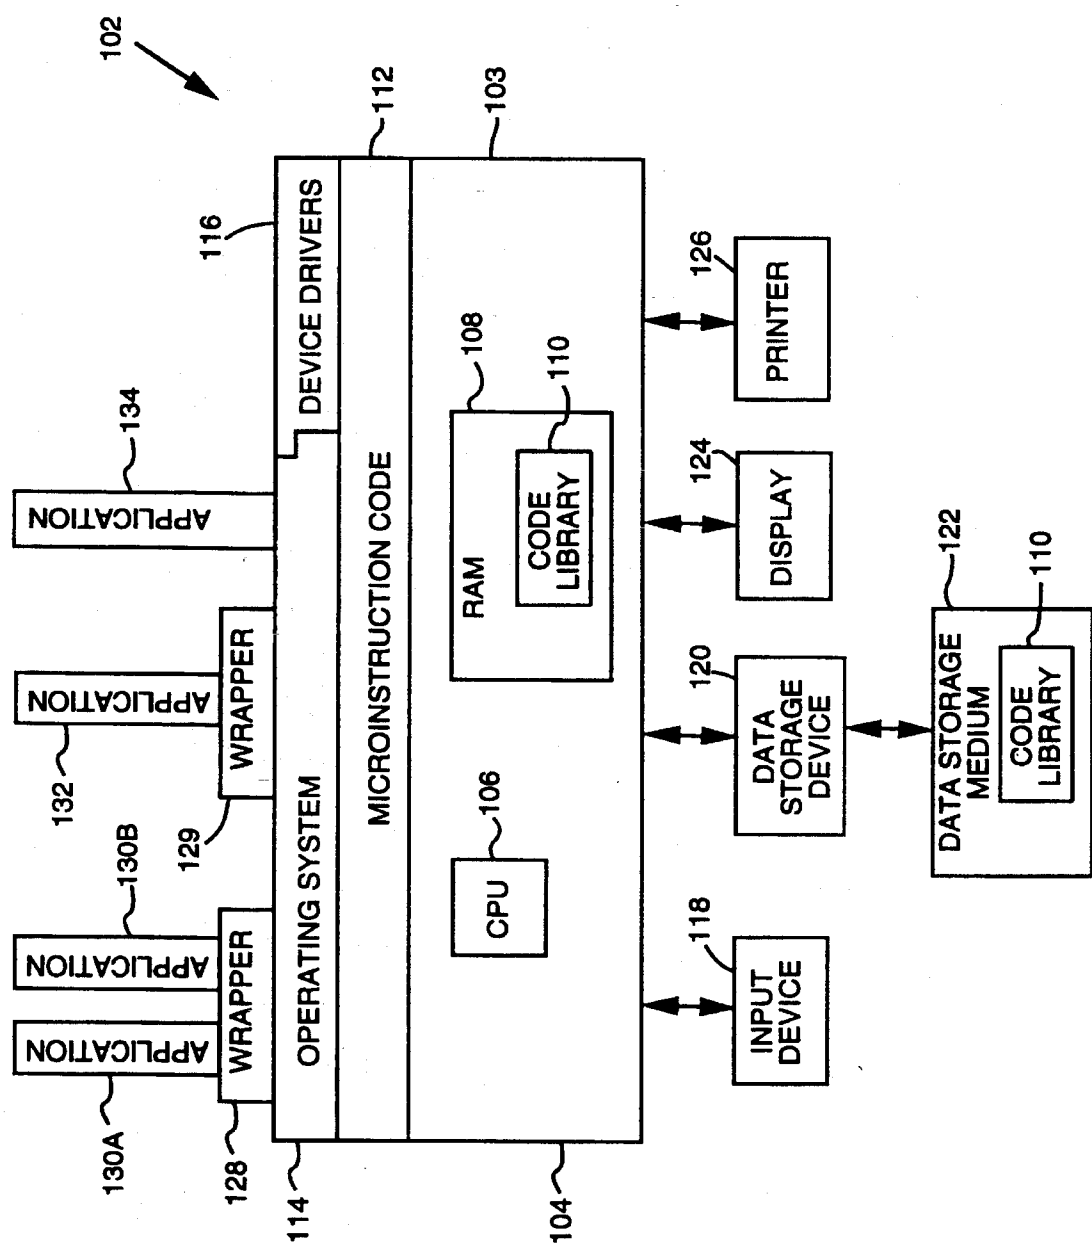 102
130A
APPLICATION
130B
APPLICATION
132
APPLICATION
134
APPLICATION
128
WRAPPER
129
WRAPPER
116
114
OPERATING SYSTEM
DEVICE DRIVERS
112
MICROINSTRUCTION CODE
103
104
106
CPU
108
RAM
110
CODE
LIBRARY
118
INPUT
DEVICE
120
DATA
STORAGE
DEVICE
124
DISPLAY
126
PRINTER
122
DATA STORAGE
MEDIUM
110
CODE
LIBRARY